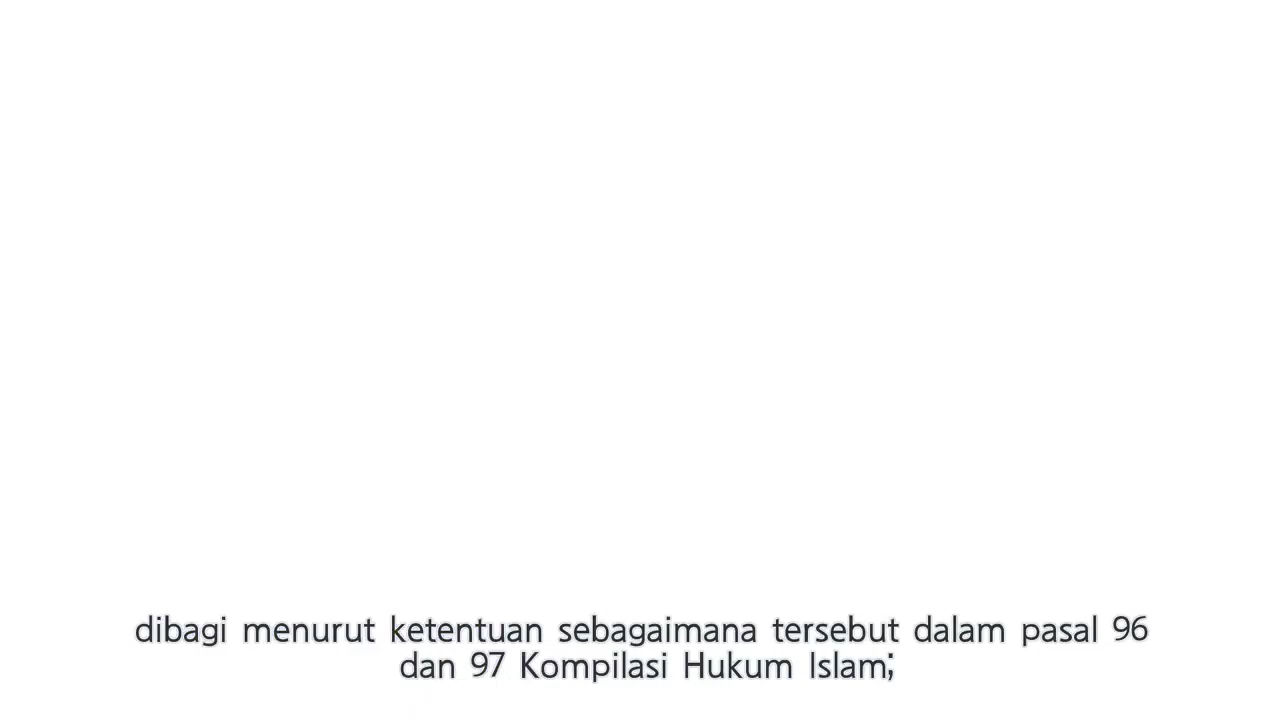 dibagi menurut ketentuan sebagaimana tersebut dalam pasal 96
dan 97 Kompilasi Hukum Islam;